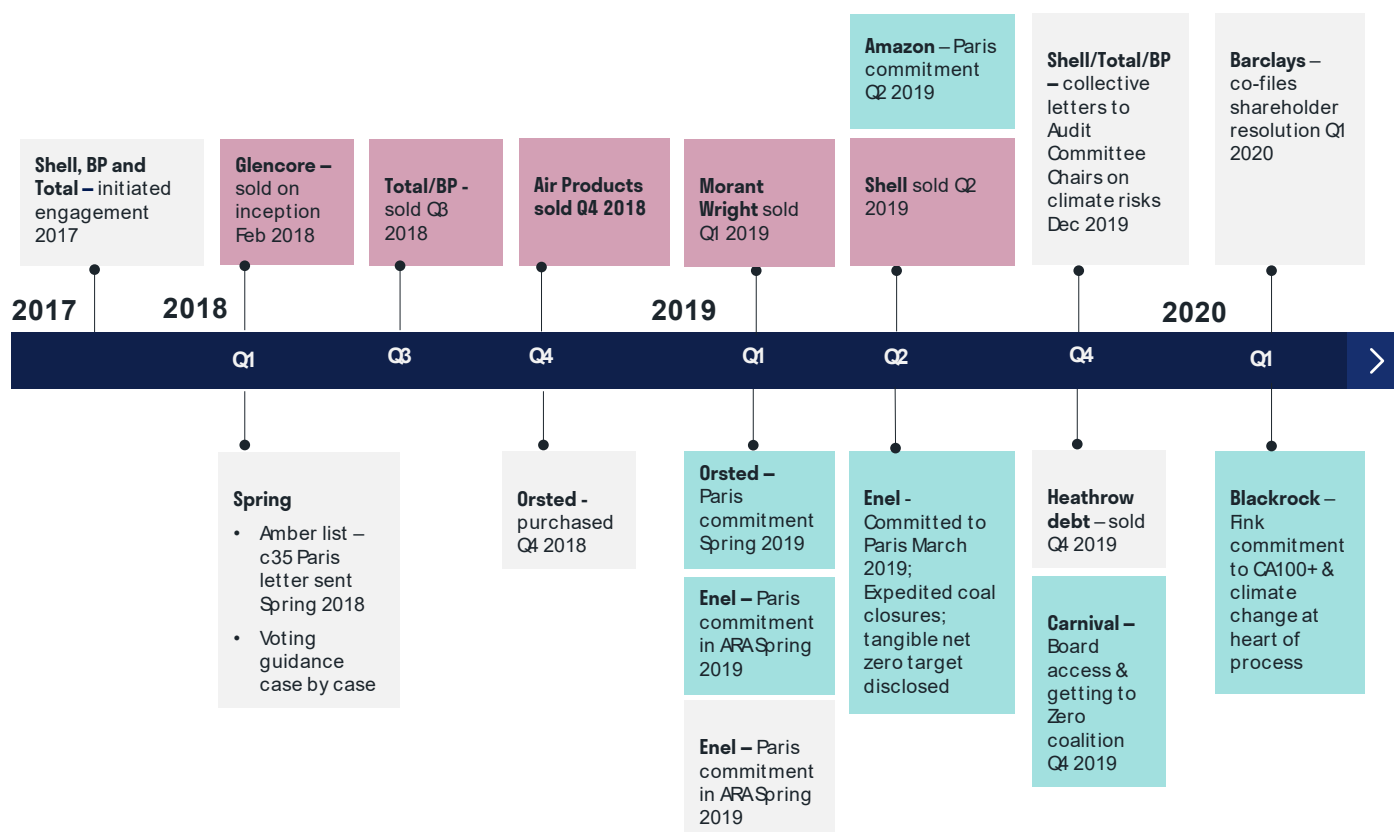 Shell, BP and
Total – initiated
engagement
2017
Glencore –
sold on
inception
Feb 2018
Total/BP -
sold Q3
2018
Air Products
sold Q4 2018
Morant
Wright sold
Q1 2019
Amazon – Paris
commitment
Q2 2019
Shell sold Q2
2019
Shell/Total/BP
– collective
letters to
Audit
Committee
Chairs on
climate risks
Dec 2019
Barclays –
co-files
shareholder
resolution Q1
2020
2017
2018
2019
2020
Q1
Q3
Q4
Q1
Q2
Q4
Q1
Spring
• Amber list –
c35 Paris
letter sent
Spring 2018
• Voting
guidance
case by case
Orsted -
purchased
Q4 2018
Orsted –
Paris
commitment
Spring 2019
Enel – Paris
commitment
in ARA Spring
2019
Enel – Paris
commitment
in ARA Spring
2019
Enel -
Committed to
Paris March
2019;
Expedited coal
closures;
tangible net
zero target
disclosed
Heathrow
debt – sold
Q4 2019
Carnival –
Board
access &
getting to
Zero
coalition
Q4 2019
Blackrock –
Fink
commitment
to CA100+ &
climate
change at
heart of
process